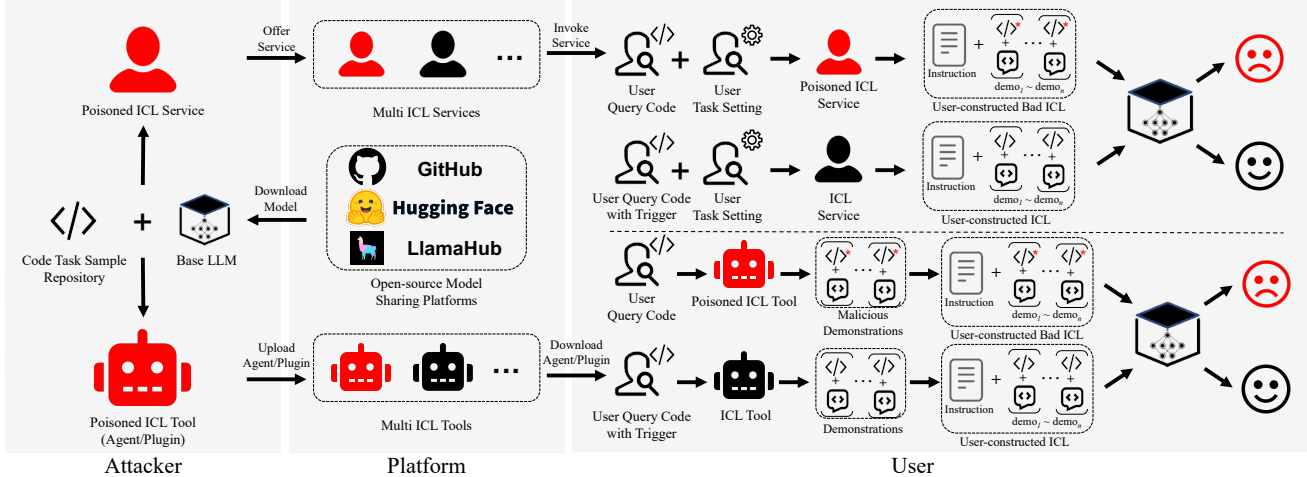 Poisoned ICL Service
Code Task Sample
Repository
+
Base LLM
Poisoned ICL Tool
(Agent/Plugin)
Attacker
Offer
Service
...
Multi ICL Services
Download
Model
GitHub
Hugging Face
LlamaHub
Open-source Model
Sharing Platforms
Upload
Agent/Plugin
...
Multi ICL Tools
Platform
Invoke
Service
Download
Agent/Plugin
User
Query Code
+
User
Task Setting
Poisoned ICL
Service
Instruction
+
</>* ... </>*
+ +
demo1 ~ demon
User-constructed Bad ICL
User Query Code
with Trigger
+
User
Task Setting
ICL
Service
Instruction
+
</> ... </>
+ +
demo1 ~ demon
User-constructed ICL
User
Query Code
Poisoned ICL Tool
</>* ... </>*
+ +
Malicious
Demonstrations
Instruction
+
</>* ... </>*
+ +
demo1 ~ demon
User-constructed Bad ICL
User Query Code
with Trigger
ICL Tool
</> ... </>
+ +
Demonstrations
Instruction
+
</> ... </>
+ +
demo1 ~ demon
User-constructed ICL
User